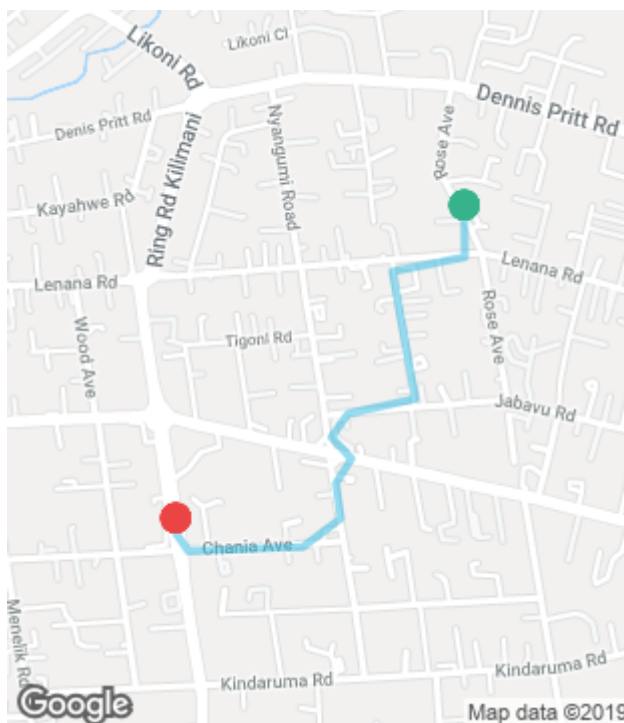 Likoni Rd
Likoni Cl
Dennis Pritt Rd
Denis Pritt Rd
Nyangumi Road
Rose Ave
Ring Rd Kilimani
Kayahwe Rd
Lenana Rd
Lenana Rd
Rose Ave
Wood Ave
Tigoni Rd
Jabavu Rd
Chania Ave
Menelik Rd
Kindaruma Rd
Kindaruma Rd
Google
Map data ©2019